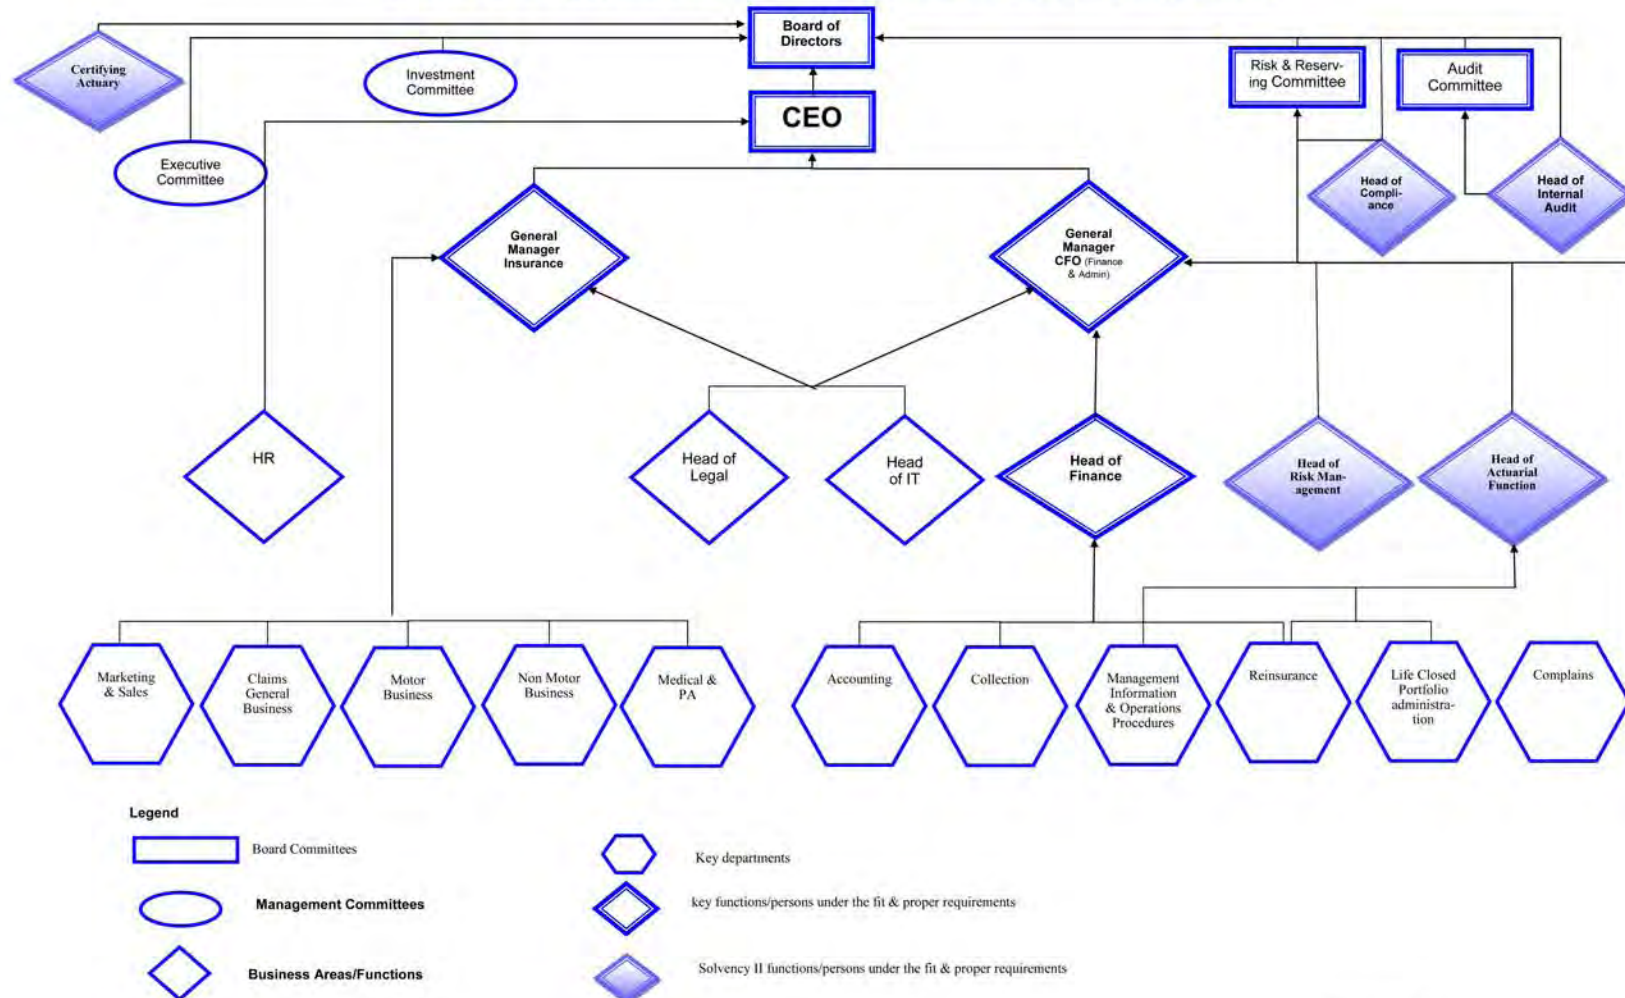 Board of
Directors
Certifying
Actuary
Investment
Committee
Risk & Reserv-
ing Committee
Audit
Committee
CEO
Executive
Committee
Head of
Compli-
ance
Head of
Internal
Audit
General
Manager
Insurance
General
Manager
CFO (Finance
& Admin)
HR
Head of
Legal
Head
of IT
Head of
Finance
Head of
Risk Man-
agement
Head of
Actuarial
Function
Marketing
& Sales
Claims
General
Business
Motor
Business
Non Motor
Business
Medical &
PA
Accounting
Collection
Management
Information
& Operations
Procedures
Reinsurance
Life Closed
Portfolio
administra-
tion
Complains
Legend
Board Committees
Key departments
Management Committees
key functions/persons under the fit & proper requirements
Business Areas/Functions
Solvency II functions/persons under the fit & proper requirements